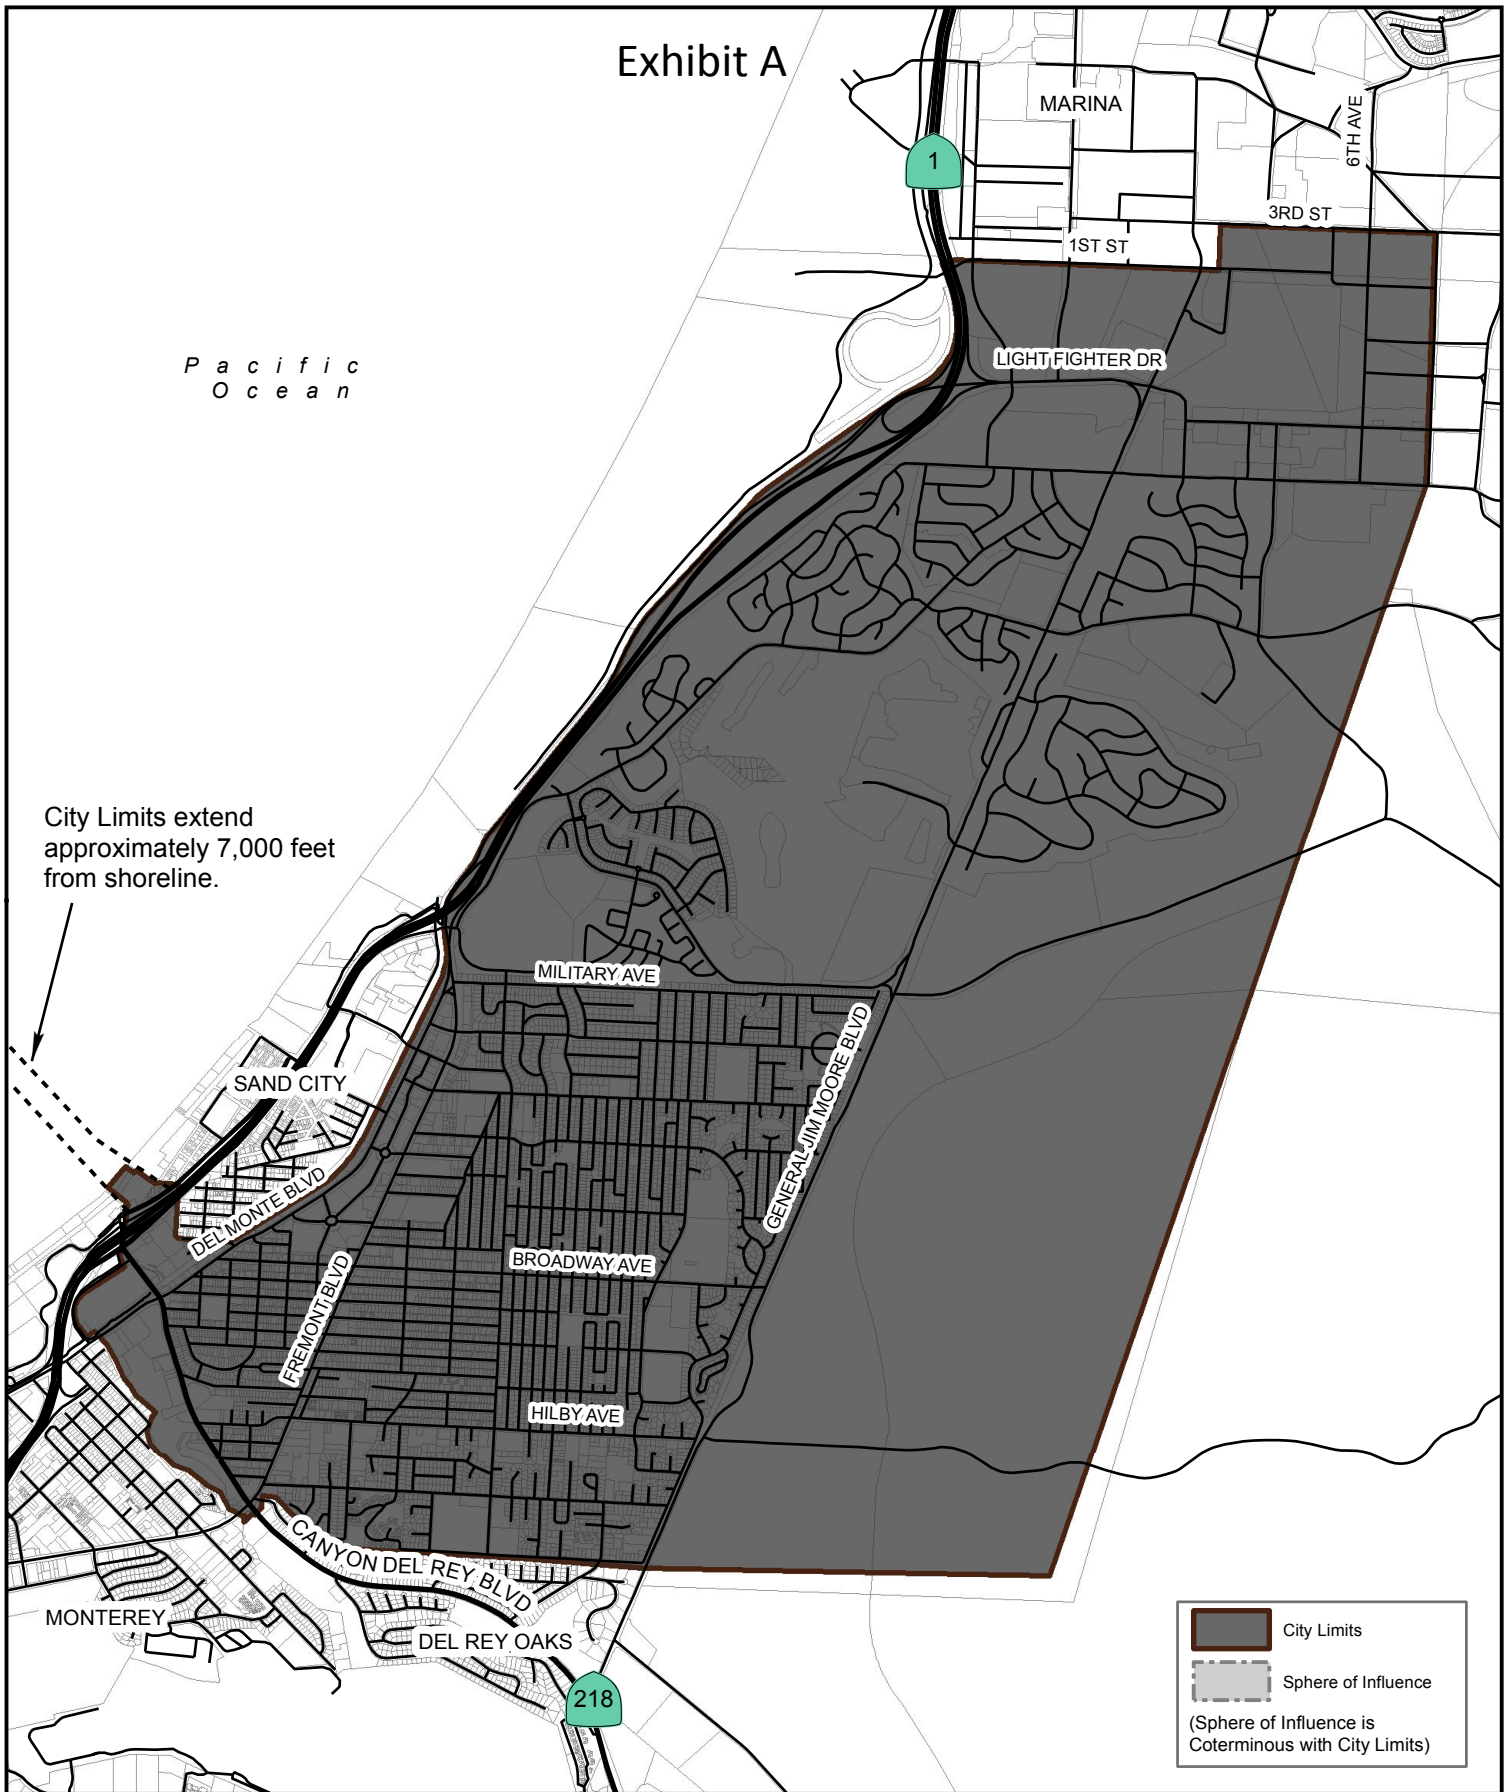 Exhibit A
MARINA
6TH AVE
1
3RD ST
1ST ST
LIGHT FIGHTER DR
Pacific
Ocean
City Limits extend
approximately 7,000 feet
from shoreline.
MILITARY AVE
GENERAL JIM MOORE BLVD
SAND CITY
DEL MONTE BLVD
BROADWAY AVE
FREMONT BLVD
HILBY AVE
CANYON DEL REY BLVD
MONTEREY
DEL REY OAKS
218
City Limits
Sphere of Influence
(Sphere of Influence is
Coterminous with City Limits)